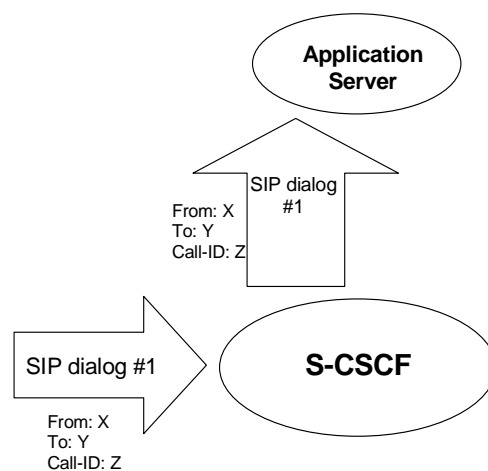 Application
Server
SIP dialog
#1
From: X
To: Y
Call-ID: Z
SIP dialog #1
S-CSCF
From: X
To: Y
Call-ID: Z